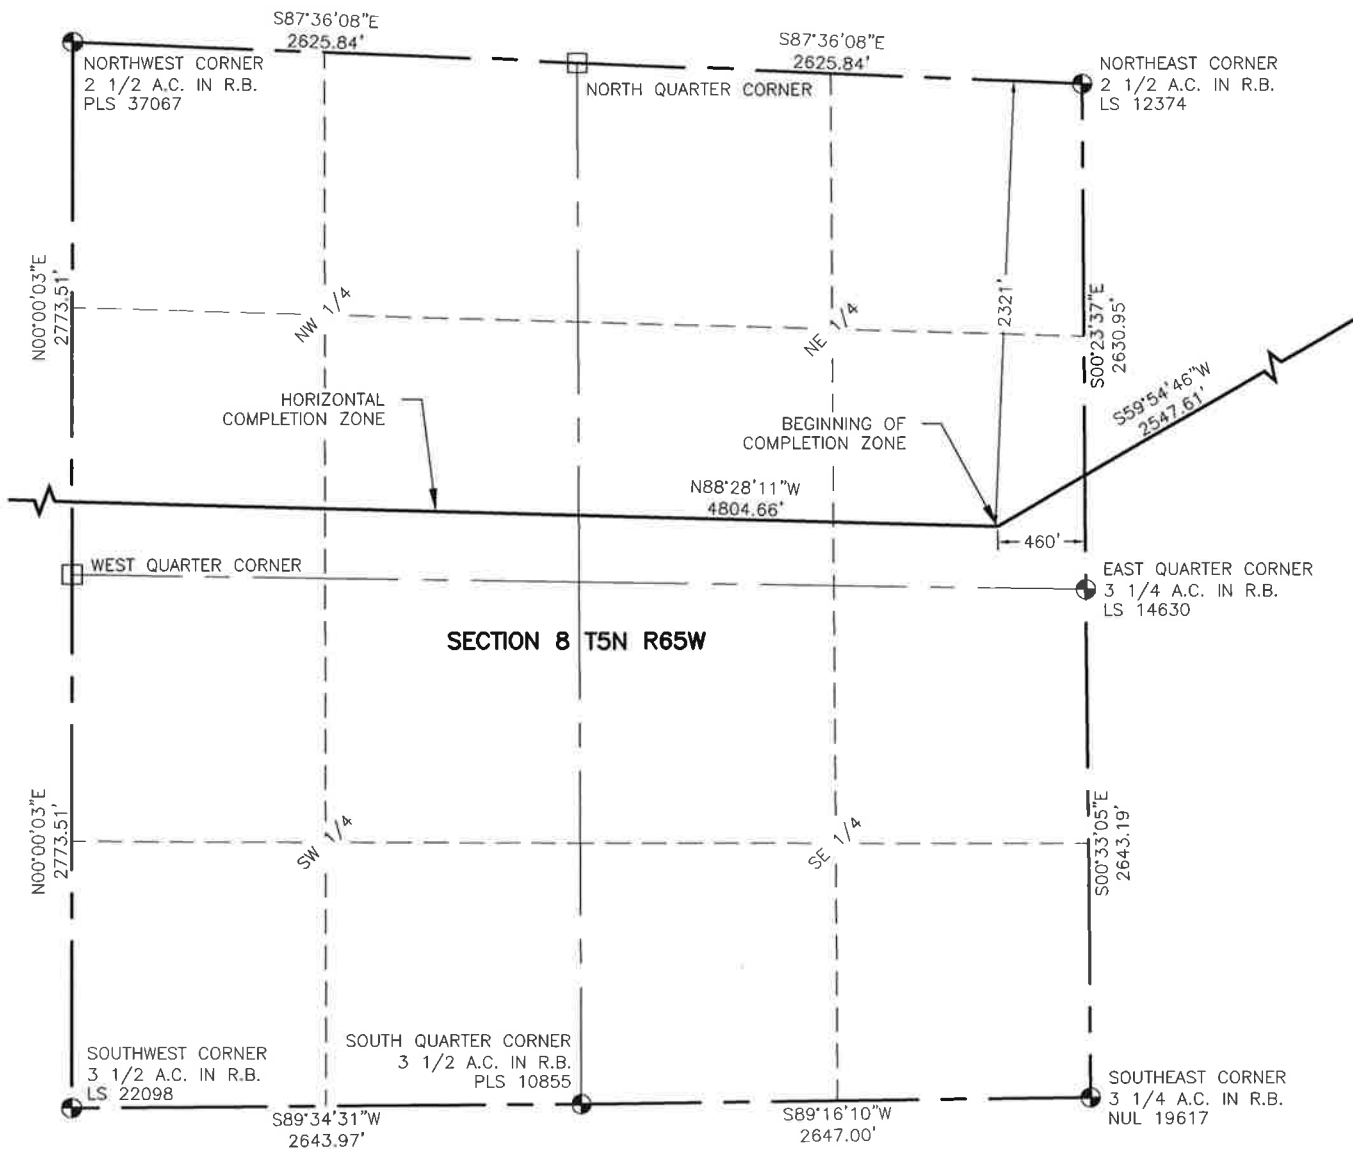 S87°36'08"E
2625.84'
S87°36'08"E
2625.84'
NORTHWEST CORNER
2 1/2 A.C. IN R.B.
PLS 37067
NORTH QUARTER CORNER
NORTHEAST CORNER
2 1/2 A.C. IN R.B.
LS 12374
N00°00'03"E
2773.51'
NW 1/4
NE 1/4
2321'
S00°23'37"E
2630.95'
HORIZONTAL
COMPLETION ZONE
BEGINNING OF
COMPLETION ZONE
S59°54'46"W
2547.61'
N88°28'11"W
4804.66'
460'
WEST QUARTER CORNER
EAST QUARTER CORNER
3 1/4 A.C. IN R.B.
LS 14630
SECTION 8 T5N R65W
N00°00'03"E
2773.51'
SW 1/4
SE 1/4
S00°33'05"E
2643.19'
SOUTHWEST CORNER
3 1/2 A.C. IN R.B.
LS 22098
SOUTH QUARTER CORNER
3 1/2 A.C. IN R.B.
PLS 10855
SOUTHEAST CORNER
3 1/4 A.C. IN R.B.
NUL 19617
S89°34'31"W
2643.97'
S89°16'10"W
2647.00'